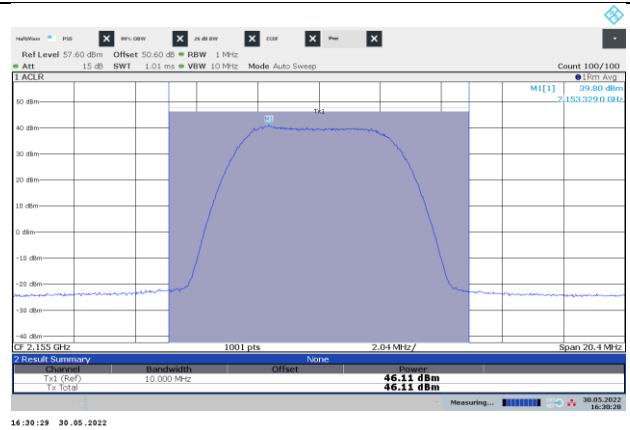 MultiView PSD X 99% OBW X 26 dB BW X CCDF X Pwr X
Ref Level 57.60 dBm Offset 50.60 dB RBW 1 MHz
Att 15 dB SWT 1.01 ms VBW 10 MHz Mode Auto Sweep Count 100/100
1 ACLR 1Rm Avg
M1[1] 39.80 dBm
2.153 329 0 GHz
50 dBm
Tx1
M1
40 dBm
30 dBm
20 dBm
10 dBm
0 dBm
-10 dBm
-20 dBm
-30 dBm
-40 dBm
CF 2.155 GHz 1001 pts 2.04 MHz/ Span 20.4 MHz
2 Result Summary None
Channel Bandwidth Offset Power
Tx1 (Ref) 10.000 MHz 46.11 dBm
Tx Total 46.11 dBm
Measuring... 30.05.2022
16:30:28
16:30:29 30.05.2022